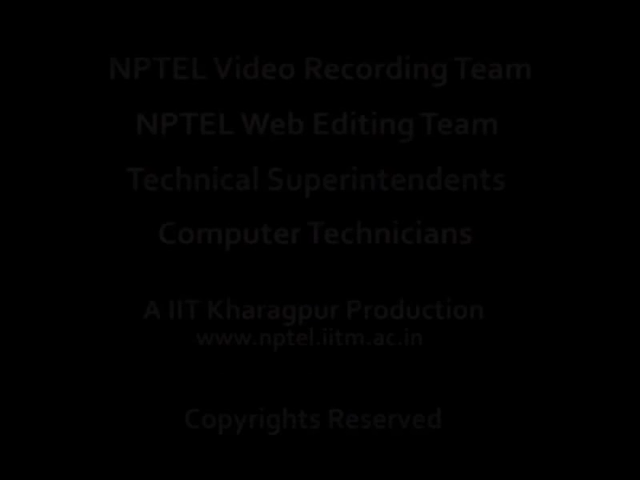 NPTEL Video Recording Team
NPTEL Web Editing Team
Technical Superintendents
Computer Technicians
A IIT Kharagpur Production
www.nptel.iitm.ac.in
Copyrights Reserved